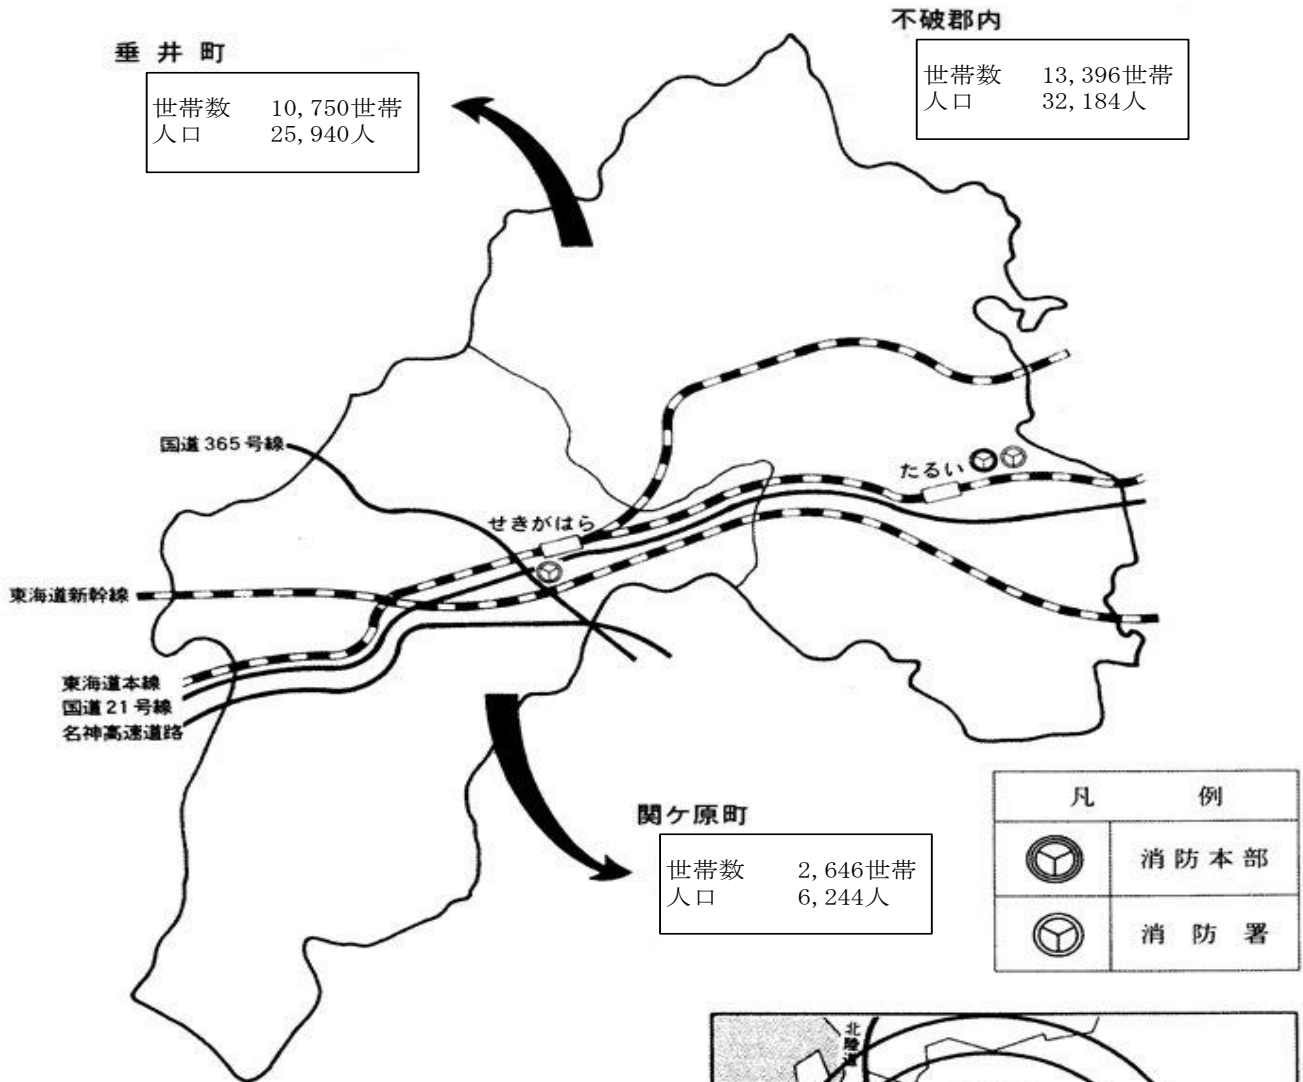 不破郡内
世帯数 13,396世帯
人口 32,184人
垂井町
世帯数 10,750世帯
人口 25,940人
国道365号線
たるい
せきがはら
東海道新幹線
東海道本線
国道21号線
名神高速道路
関ケ原町
世帯数 2,646世帯
人口 6,244人
凡 例
消防本部
消防署
北陸道